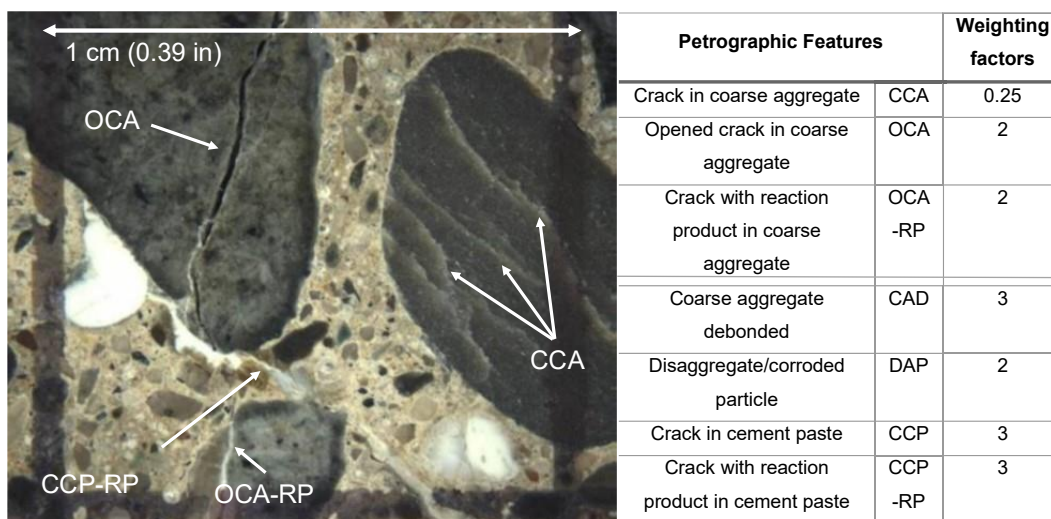 1 cm (0.39 in)
OCA
CCA
CCP-RP
OCA-RP
Petrographic Features
Weighting
factors
Crack in coarse aggregate
CCA
0.25
Opened crack in coarse
aggregate
OCA
2
Crack with reaction
product in coarse
aggregate
OCA
-RP
2
Coarse aggregate
debonded
CAD
3
Disaggregate/corroded
particle
DAP
2
Crack in cement paste
CCP
3
Crack with reaction
product in cement paste
CCP
-RP
3